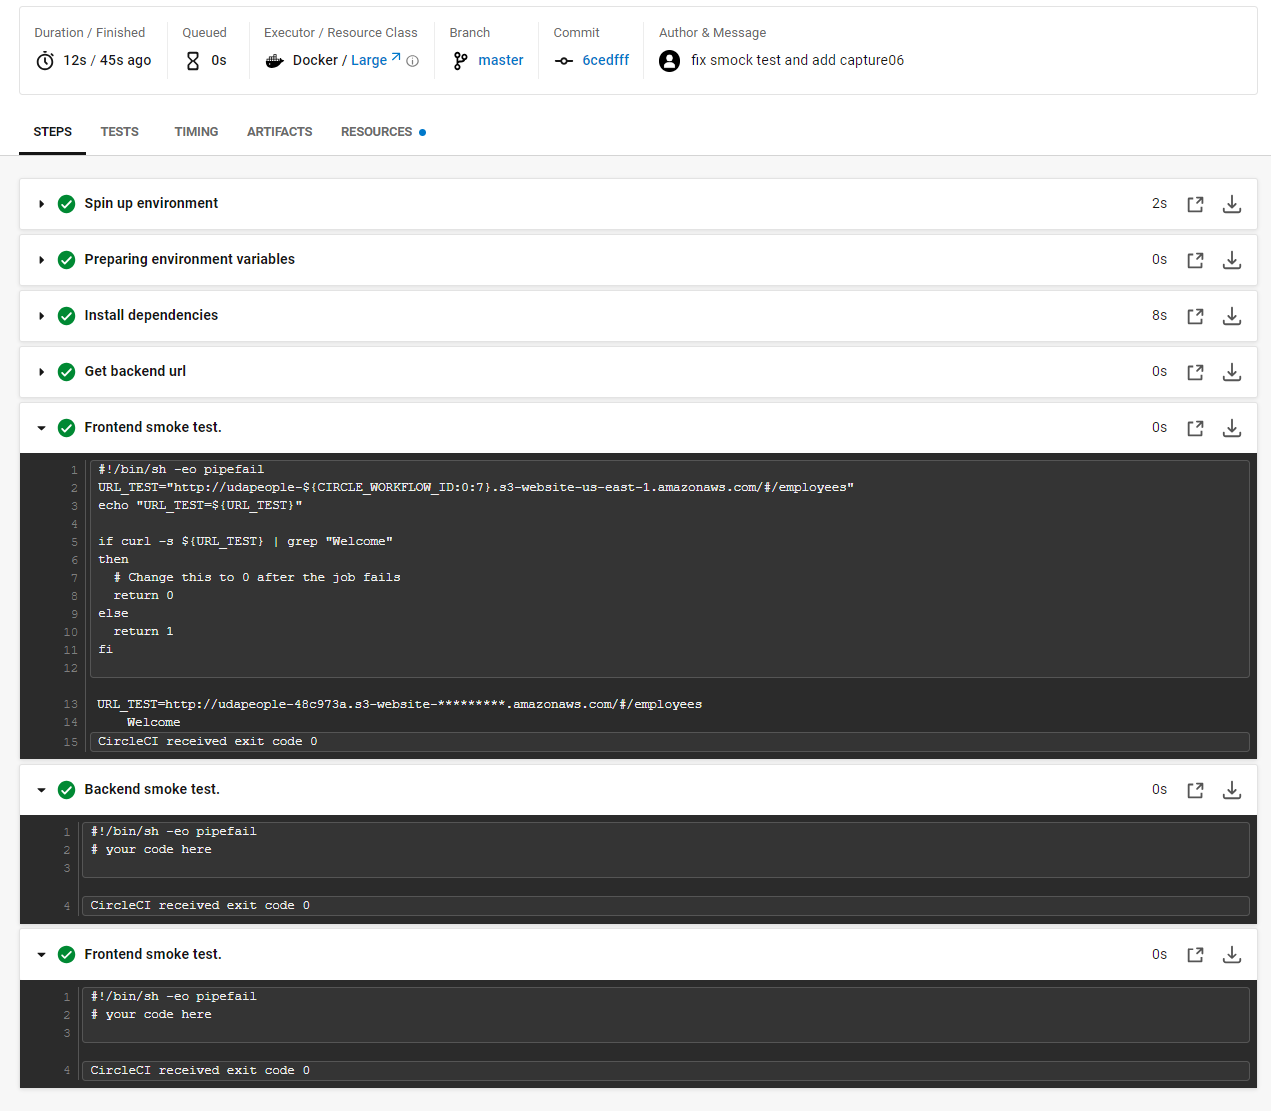 Duration / Finished
12s / 45s ago
Queued
0s
Executor / Resource Class
Docker / Large
Branch
master
Commit
6cedfff
Author & Message
fix smock test and add capture06
STEPS TESTS TIMING ARTIFACTS RESOURCES
Spin up environment 2s
Preparing environment variables 0s
Install dependencies 8s
Get backend url 0s
Frontend smoke test. 0s
1 #!/bin/sh -eo pipefail
2 URL_TEST="http://udapeople-${CIRCLE_WORKFLOW_ID:0:7}.s3-website-us-east-1.amazonaws.com/#/employees"
3 echo "URL_TEST=${URL_TEST}"
4
5 if curl -s ${URL_TEST} | grep "Welcome"
6 then
7 # Change this to 0 after the job fails
8 return 0
9 else
10 return 1
11 fi
12
13 URL_TEST=http://udapeople-48c973a.s3-website-*********.amazonaws.com/#/employees
14 Welcome
15 CircleCI received exit code 0
Backend smoke test. 0s
1 #!/bin/sh -eo pipefail
2 # your code here
3
4 CircleCI received exit code 0
Frontend smoke test. 0s
1 #!/bin/sh -eo pipefail
2 # your code here
3
4 CircleCI received exit code 0